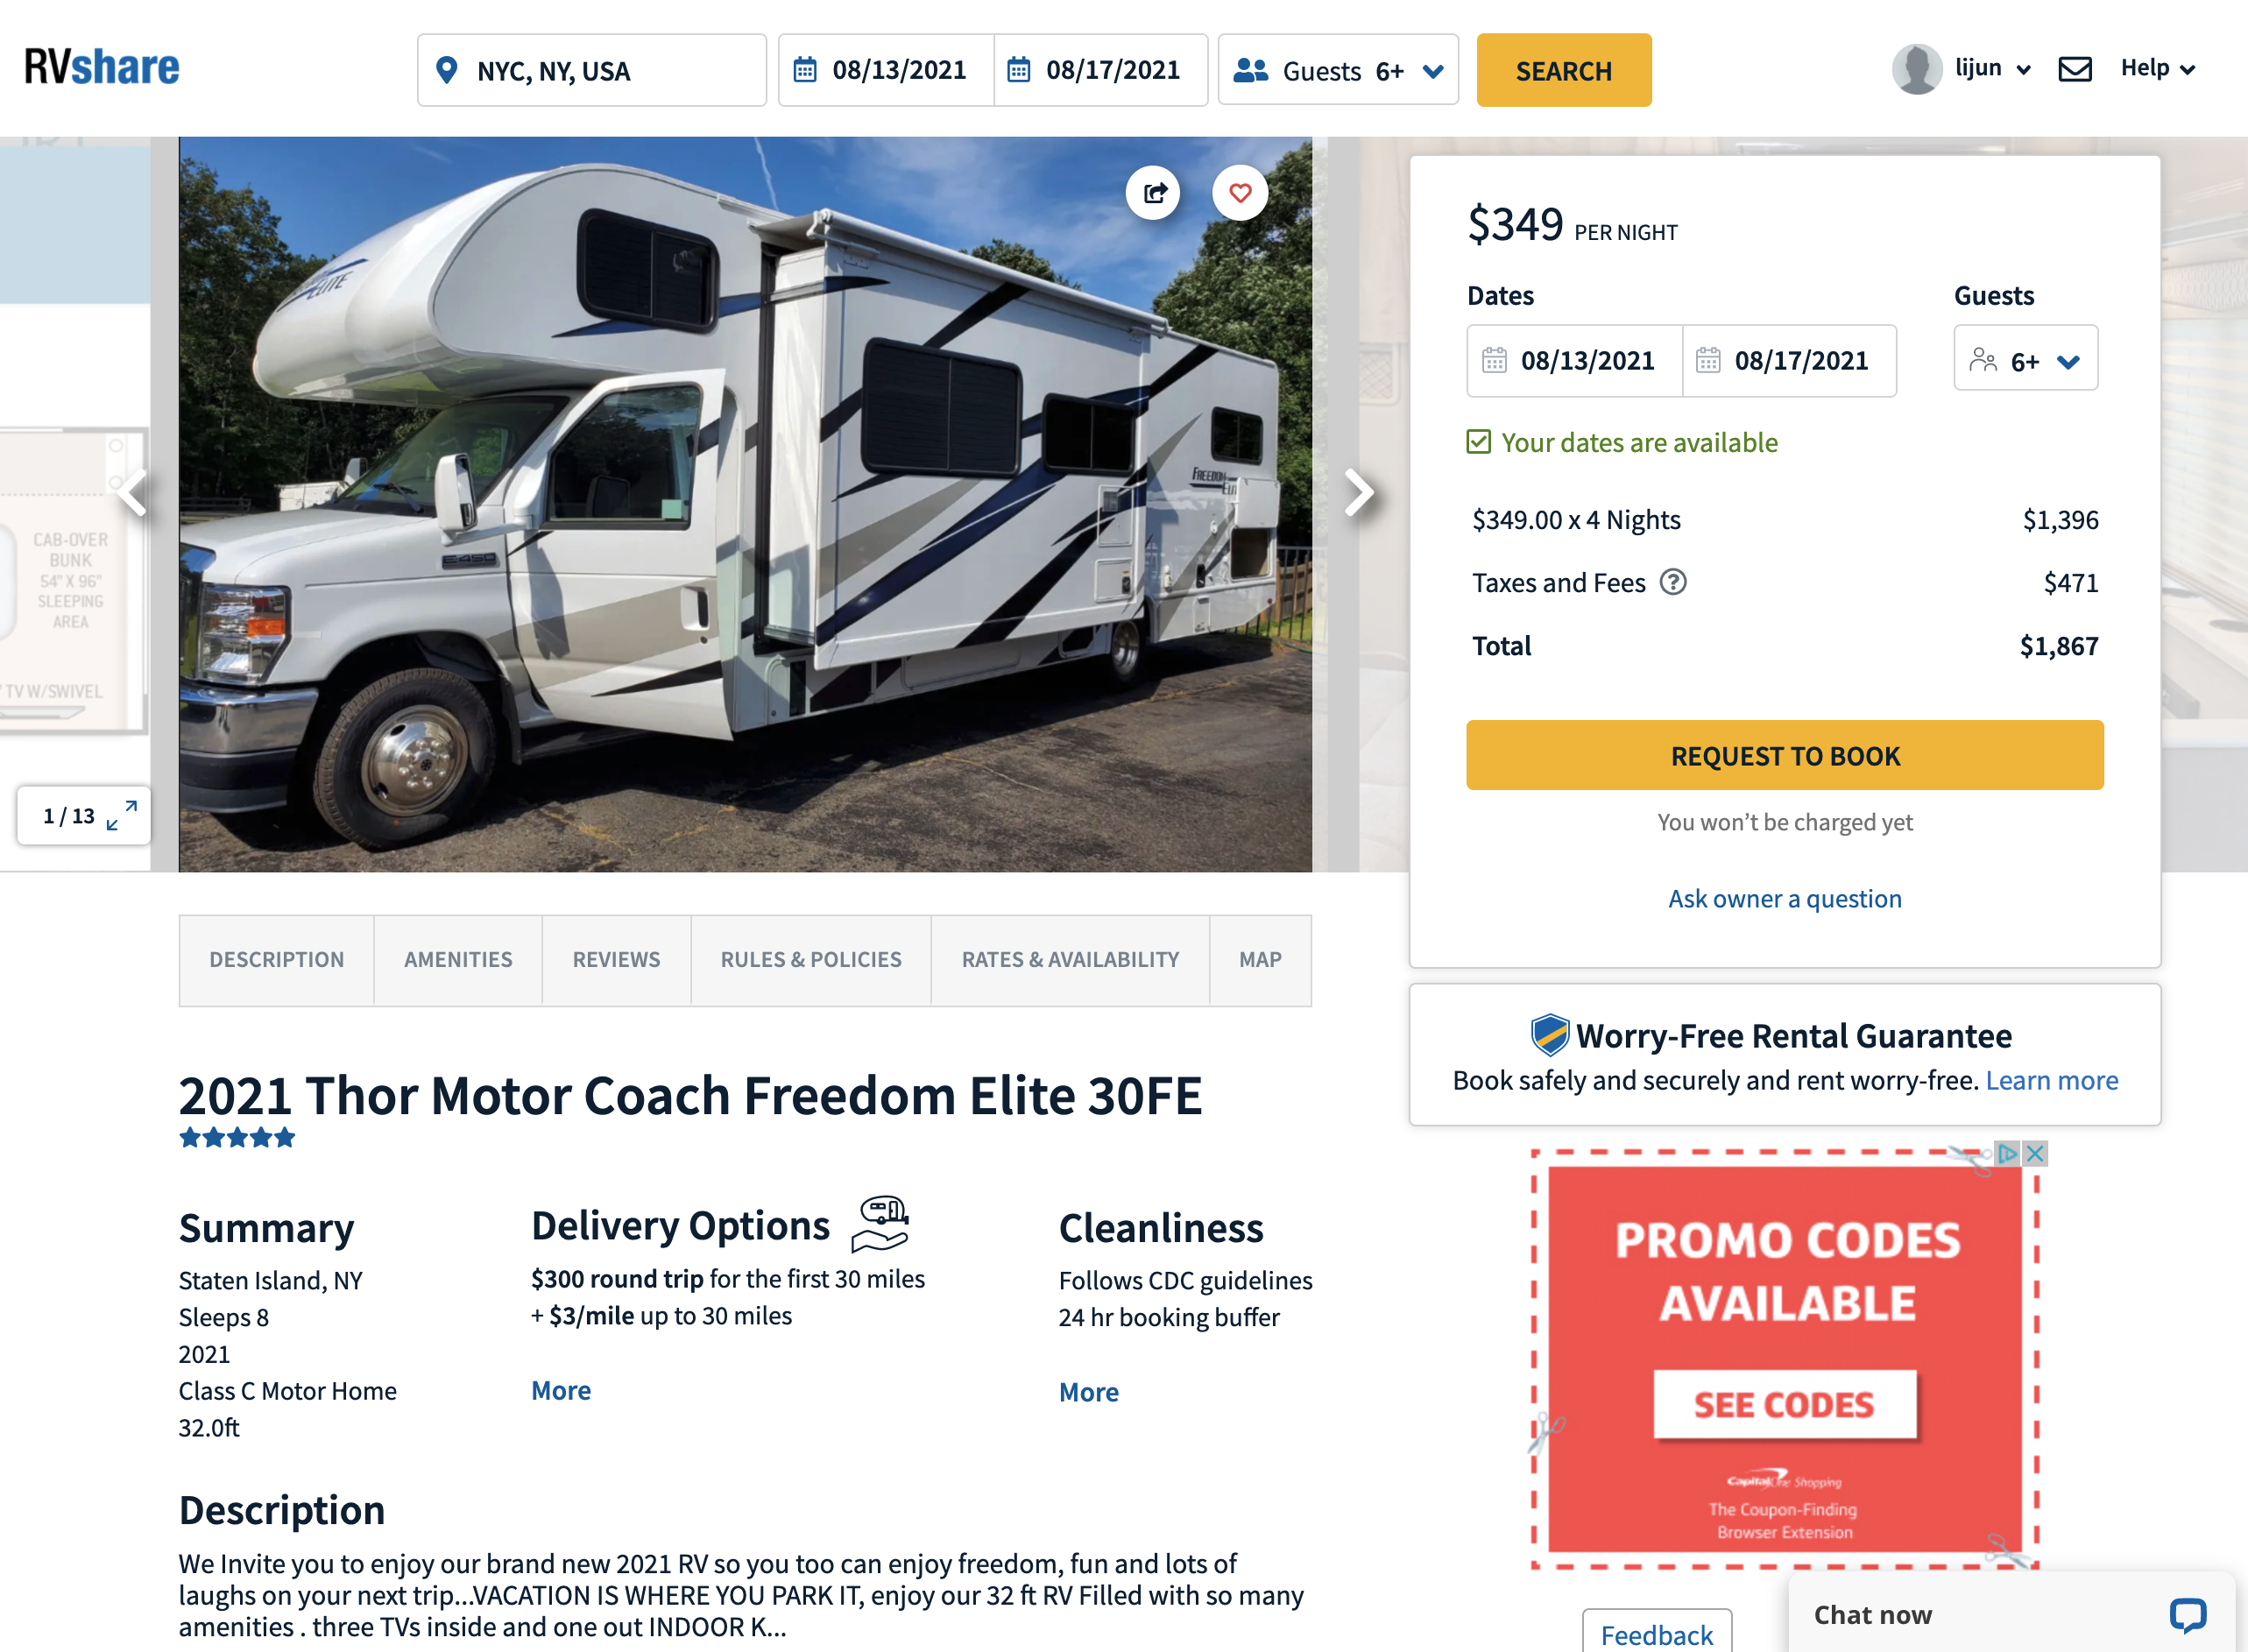 RVshare
NYC, NY, USA
08/13/2021
08/17/2021
Guests 6+
SEARCH
lijun
Help
ELITE
E-450
FREEDOM
CAB-OVER
BUNK
54" X 96"
SLEEPING
AREA
TV W/SWIVEL
1 / 13
$349 PER NIGHT
Dates
Guests
08/13/2021
08/17/2021
6+
Your dates are available
$349.00 x 4 Nights
$1,396
Taxes and Fees ?
$471
Total
$1,867
REQUEST TO BOOK
You won't be charged yet
Ask owner a question
DESCRIPTION
AMENITIES
REVIEWS
RULES & POLICIES
RATES & AVAILABILITY
MAP
Worry-Free Rental Guarantee
Book safely and securely and rent worry-free. Learn more
2021 Thor Motor Coach Freedom Elite 30FE
Summary
Staten Island, NY
Sleeps 8
2021
Class C Motor Home
32.0ft
Delivery Options
$300 round trip for the first 30 miles
+ $3/mile up to 30 miles
More
Cleanliness
Follows CDC guidelines
24 hr booking buffer
More
PROMO CODES
AVAILABLE
SEE CODES
CapitalOne Shopping
The Coupon-Finding
Browser Extension
Description
We Invite you to enjoy our brand new 2021 RV so you too can enjoy freedom, fun and lots of
laughs on your next trip...VACATION IS WHERE YOU PARK IT, enjoy our 32 ft RV Filled with so many
amenities . three TVs inside and one out INDOOR K...
Feedback
Chat now